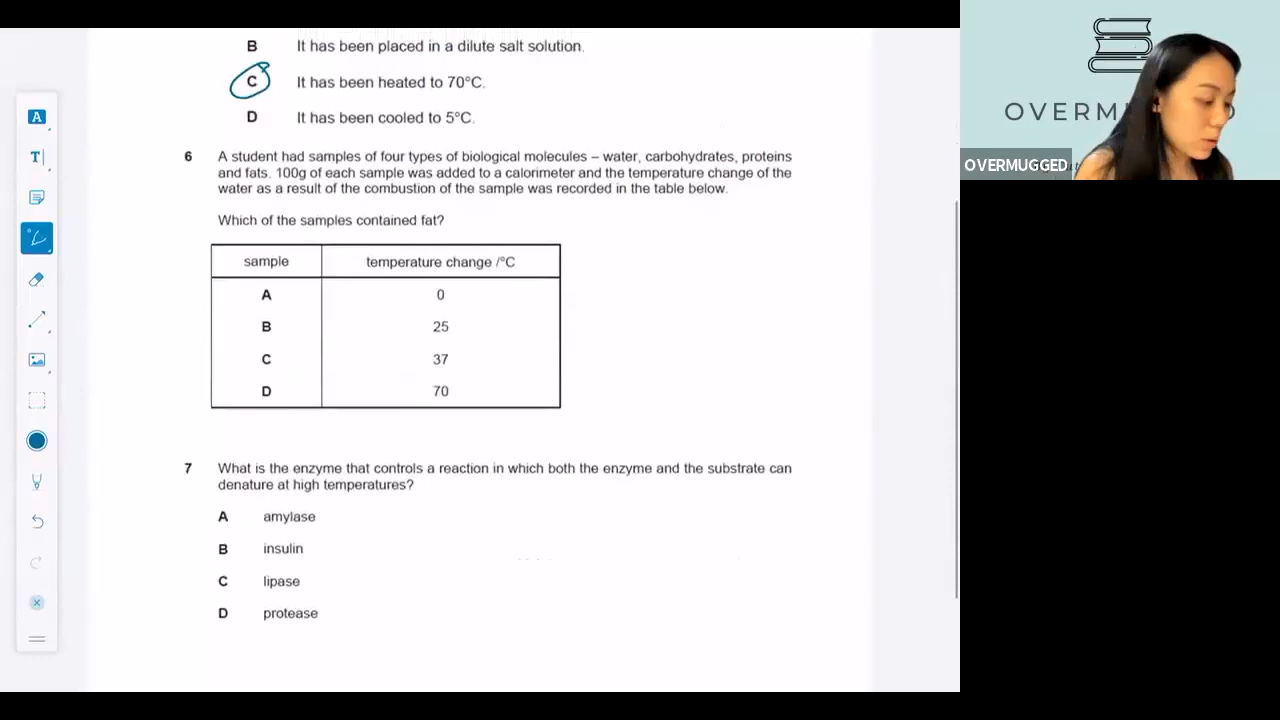 B It has been placed in a dilute salt solution.
C It has been heated to 70°C.
D It has been cooled to 5°C.
6 A student had samples of four types of biological molecules – water, carbohydrates, proteins
and fats. 100g of each sample was added to a calorimeter and the temperature change of the
water as a result of the combustion of the sample was recorded in the table below.
Which of the samples contained fat?
sample temperature change /°C
A 0
B 25
C 37
D 70
7 What is the enzyme that controls a reaction in which both the enzyme and the substrate can
denature at high temperatures?
A amylase
B insulin
C lipase
D protease
A
T
OVERM
OVERMUGGED